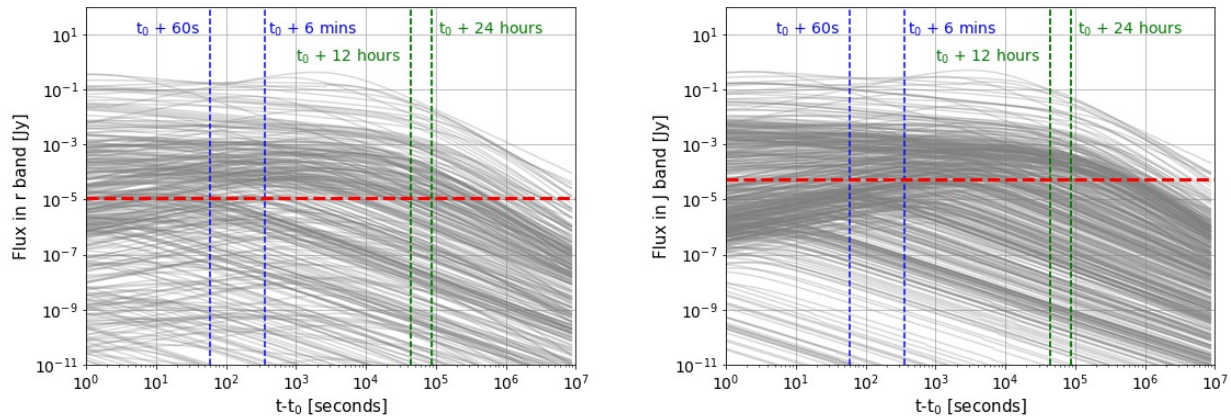 t₀ + 60s
t₀ + 6 mins
t₀ + 24 hours
t₀ + 12 hours
10¹
10⁻¹
10⁻³
10⁻⁵
10⁻⁷
10⁻⁹
10⁻¹¹
Flux in r band [Jy]
10⁰
10¹
10²
10³
10⁴
10⁵
10⁶
10⁷
t-t₀ [seconds]
t₀ + 60s
t₀ + 6 mins
t₀ + 24 hours
t₀ + 12 hours
10¹
10⁻¹
10⁻³
10⁻⁵
10⁻⁷
10⁻⁹
10⁻¹¹
Flux in J band [Jy]
10⁰
10¹
10²
10³
10⁴
10⁵
10⁶
10⁷
t-t₀ [seconds]